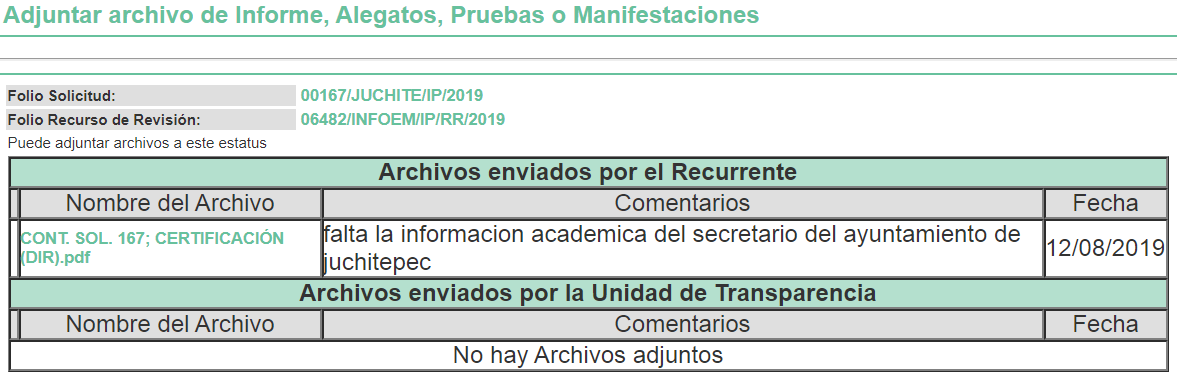 Adjuntar archivo de Informe, Alegatos, Pruebas o Manifestaciones
Folio Solicitud: 00167/JUCHITE/IP/2019
Folio Recurso de Revisión: 06482/INFOEM/IP/RR/2019
Puede adjuntar archivos a este estatus
Archivos enviados por el Recurrente
Nombre del Archivo Comentarios Fecha
CONT. SOL. 167; CERTIFICACIÓN
(DIR).pdf
falta la informacion academica del secretario del ayuntamiento de
juchitepec
12/08/2019
Archivos enviados por la Unidad de Transparencia
Nombre del Archivo Comentarios Fecha
No hay Archivos adjuntos